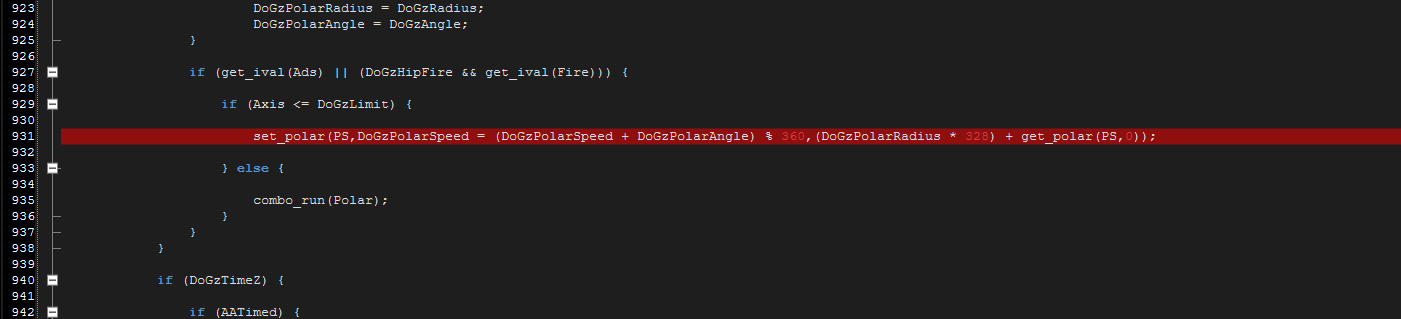 923 DoGzPolarRadius = DoGzRadius;
924 DoGzPolarAngle = DoGzAngle;
925 }
926
927 if (get_ival(Ads) || (DoGzHipFire && get_ival(Fire))) {
928
929 if (Axis <= DoGzLimit) {
930
931 set_polar(PS,DoGzPolarSpeed = (DoGzPolarSpeed + DoGzPolarAngle) % 360,(DoGzPolarRadius * 328) + get_polar(PS,0));
932
933 } else {
934
935 combo_run(Polar);
936 }
937 }
938 }
939
940 if (DoGzTimeZ) {
941
942 if (AATimed) {